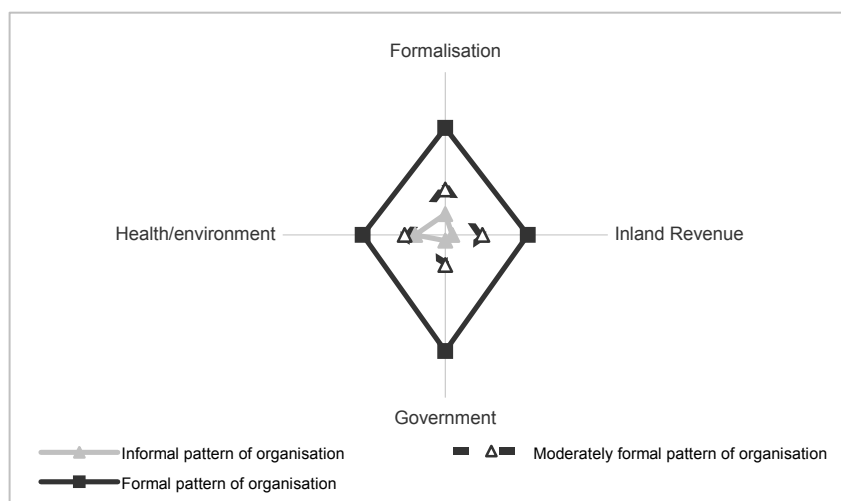 Formalisation
Health/environment
Inland Revenue
Government
Informal pattern of organisation
Moderately formal pattern of organisation
Formal pattern of organisation